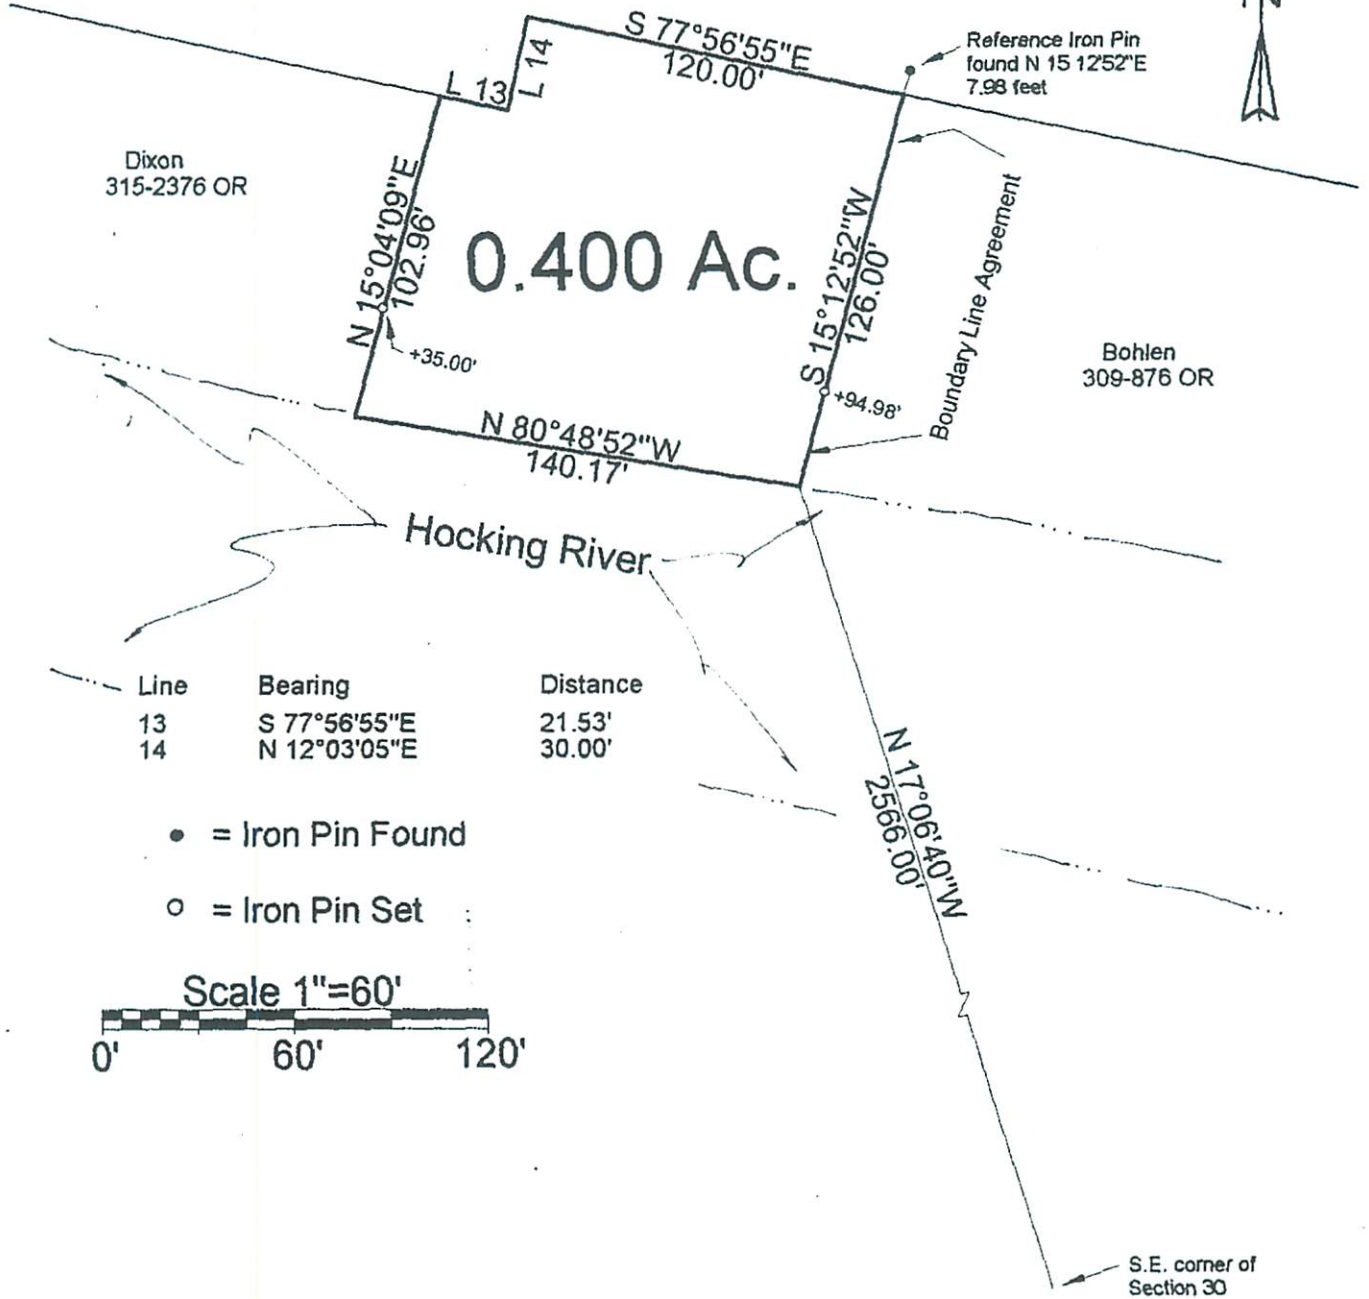 N
S 77°56'55"E
120.00'
L 14
L 13
Reference Iron Pin
found N 15 12'52"E
7.98 feet
Dixon
315-2376 OR
N 15°04'09"E
102.96'
0.400 Ac.
S 15°12'52"W
126.00'
Boundary Line Agreement
+35.00'
Bohlen
309-876 OR
+94.98'
N 80°48'52"W
140.17'
Hocking River
Line Bearing Distance
13 S 77°56'55"E 21.53'
14 N 12°03'05"E 30.00'
N 17°06'40"W
2566.00'
= Iron Pin Found
= Iron Pin Set
Scale 1"=60'
0' 60' 120'
S.E. corner of
Section 30